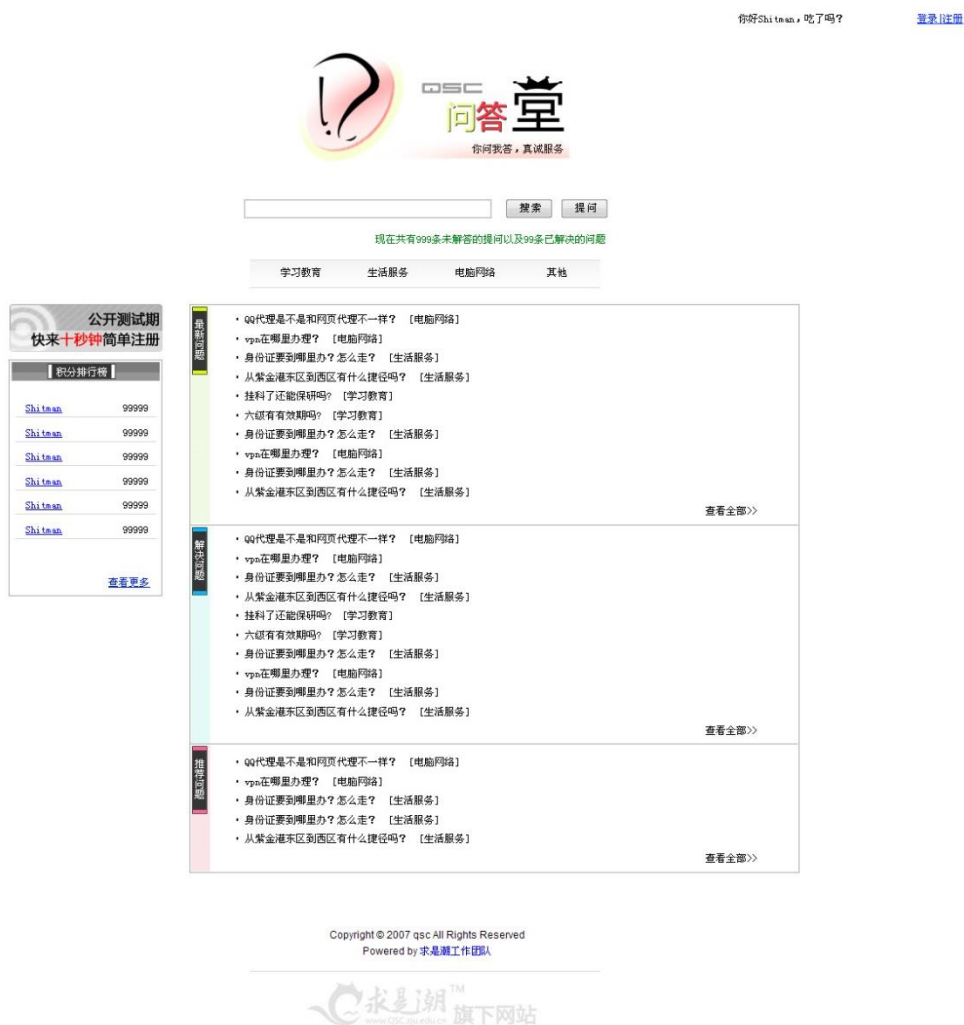 你好Shitman，吃了吗？ 登录|注册
QSC
问答堂
你问我答，真诚服务
搜索 提问
现在共有999条未解答的提问以及99条已解决的问题
学习教育 生活服务 电脑网络 其他
公开测试期
快来十秒钟简单注册
积分排行榜
Shitman 99999
Shitman 99999
Shitman 99999
Shitman 99999
Shitman 99999
Shitman 99999
查看更多
最新问题
· QQ代理是不是和网页代理不一样？ [电脑网络]
· vpn在哪里办理？ [电脑网络]
· 身份证要到哪里办？怎么走？ [生活服务]
· 从紫金港东区到西区有什么捷径吗？ [生活服务]
· 挂科了还能保研吗? [学习教育]
· 六级有有效期吗? [学习教育]
· 身份证要到哪里办？怎么走？ [生活服务]
· vpn在哪里办理？ [电脑网络]
· 身份证要到哪里办？怎么走？ [生活服务]
· 从紫金港东区到西区有什么捷径吗？ [生活服务]
查看全部>>
解决问题
· QQ代理是不是和网页代理不一样？ [电脑网络]
· vpn在哪里办理？ [电脑网络]
· 身份证要到哪里办？怎么走？ [生活服务]
· 从紫金港东区到西区有什么捷径吗？ [生活服务]
· 挂科了还能保研吗? [学习教育]
· 六级有有效期吗? [学习教育]
· 身份证要到哪里办？怎么走？ [生活服务]
· vpn在哪里办理？ [电脑网络]
· 身份证要到哪里办？怎么走？ [生活服务]
· 从紫金港东区到西区有什么捷径吗？ [生活服务]
查看全部>>
推荐问题
· QQ代理是不是和网页代理不一样？ [电脑网络]
· vpn在哪里办理？ [电脑网络]
· 身份证要到哪里办？怎么走？ [生活服务]
· 身份证要到哪里办？怎么走？ [生活服务]
· 从紫金港东区到西区有什么捷径吗？ [生活服务]
查看全部>>
Copyright © 2007 qsc All Rights Reserved
Powered by 求是潮工作团队
求是潮™ 旗下网站
www.QSC.zju.edu.cn